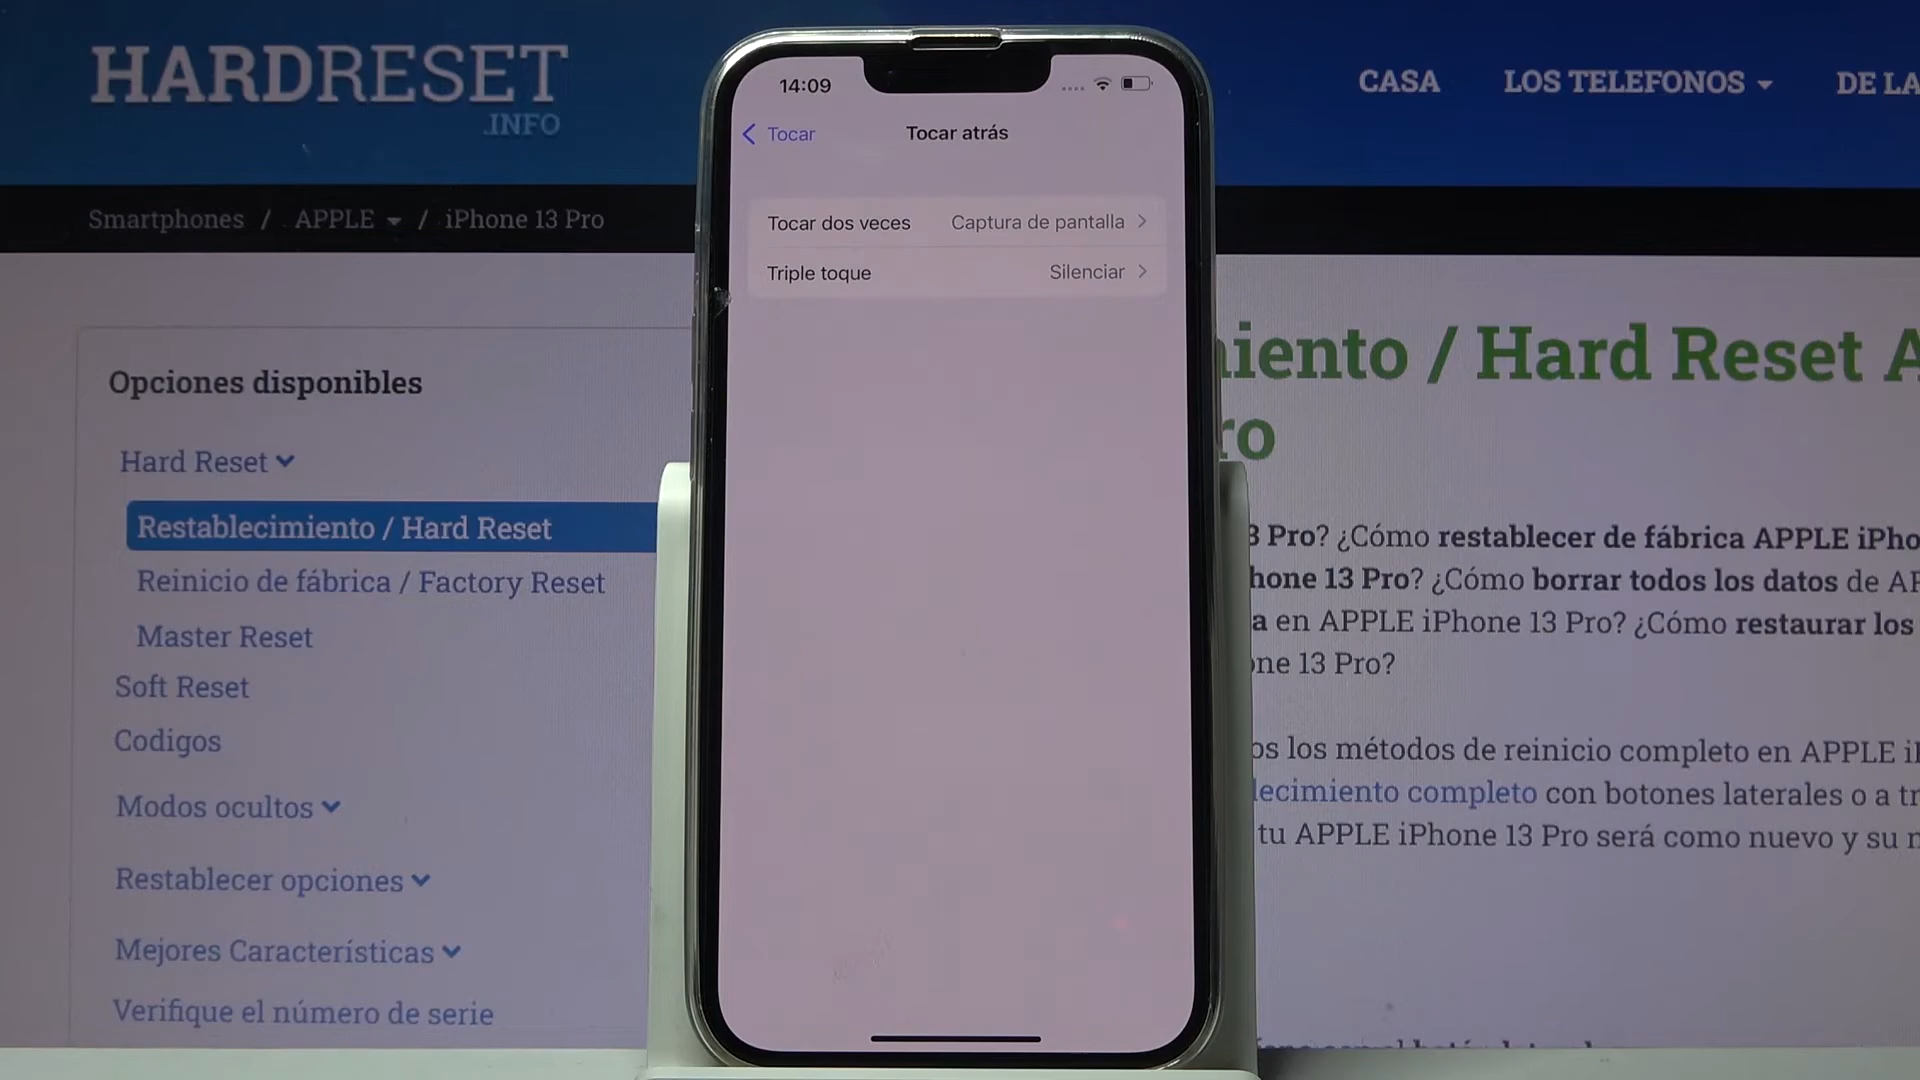 HARDRESET
.INFO
CASA
LOS TELEFONOS
DE LA
Smartphones / APPLE / iPhone 13 Pro
14:09
Tocar
Tocar atrás
Tocar dos veces Captura de pantalla
Triple toque Silenciar
Opciones disponibles
Hard Reset
Restablecimiento / Hard Reset
Reinicio de fábrica / Factory Reset
Master Reset
Soft Reset
Codigos
Modos ocultos
Restablecer opciones
Mejores Características
Verifique el número de serie
iento / Hard Reset A
ro
3 Pro? ¿Cómo restablecer de fábrica APPLE iPho
hone 13 Pro? ¿Cómo borrar todos los datos de AP
a en APPLE iPhone 13 Pro? ¿Cómo restaurar los
ne 13 Pro?
os los métodos de reinicio completo en APPLE i
lecimiento completo con botones laterales o a tr
tu APPLE iPhone 13 Pro será como nuevo y su